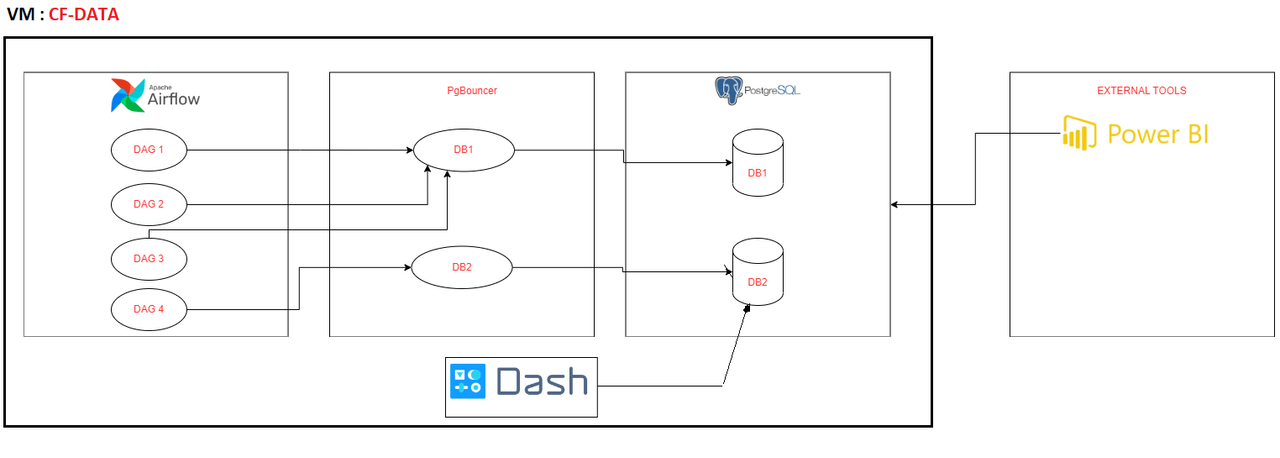 VM : CF-DATA
Apache
Airflow
DAG 1
DAG 2
DAG 3
DAG 4
PgBouncer
DB1
DB2
PostgreSQL
DB1
DB2
Dash
EXTERNAL TOOLS
Power BI